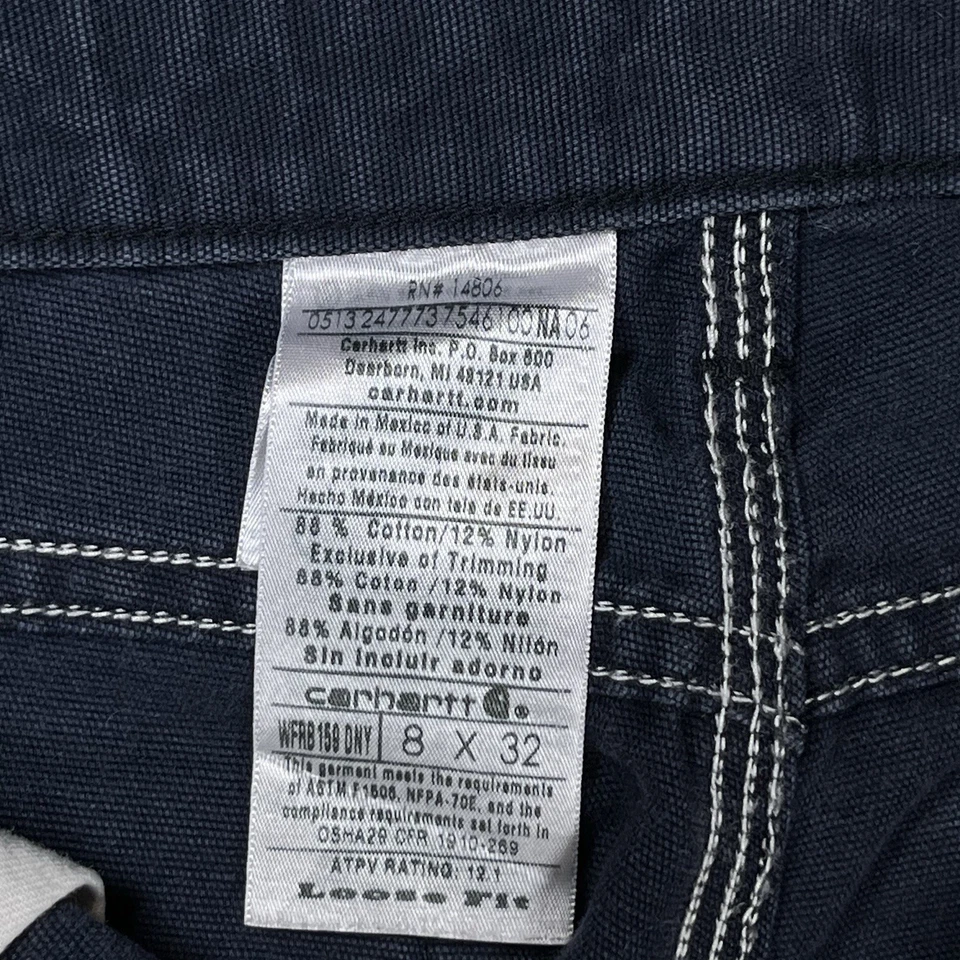 RN# 14806
05132477737546 00 NA 06
Carhartt Inc. P.O. Box 600
Dearborn, MI 48121 USA
carhartt.com
Made in Mexico of U.S.A. Fabric.
Fabriqué au Mexique avec du tissu
en provenance des états-unis.
Hecho México con tela de EE.UU.
88 % Cotton/12% Nylon
Exclusive of Trimming
88% Coton /12% Nylon
Sans garniture
88% Algodón /12% Nilón
Sin incluir adorno
carhartt
WFRB159 DNY 8 X 32
This garment meets the requirements
of ASTM F1506, NFPA-70E, and the
compliance requirements set forth in
OSHA29 CFR 1910-269
ATPV RATING: 12.1
Loose Fit